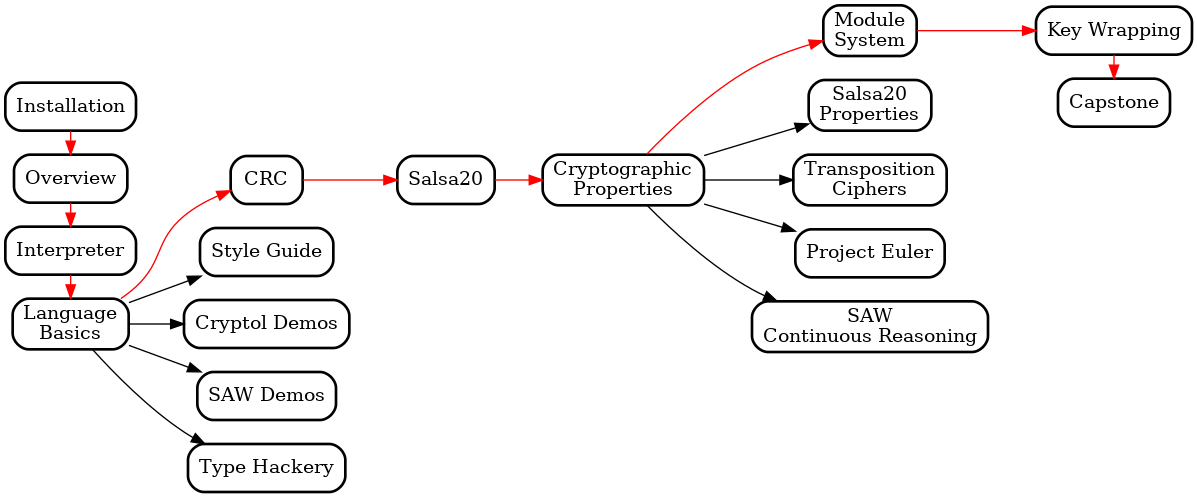 Installation
Overview
Interpreter
Language
Basics
CRC
Style Guide
Cryptol Demos
SAW Demos
Type Hackery
Salsa20
Cryptographic
Properties
Module
System
Salsa20
Properties
Transposition
Ciphers
Project Euler
SAW
Continuous Reasoning
Key Wrapping
Capstone